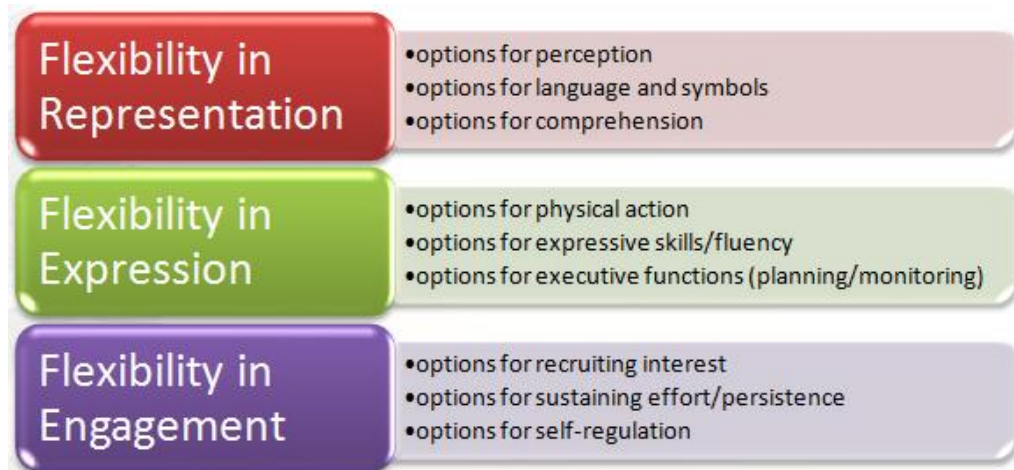 Flexibility in
Representation
•options for perception
•options for language and symbols
•options for comprehension
Flexibility in
Expression
•options for physical action
•options for expressive skills/fluency
•options for executive functions (planning/monitoring)
Flexibility in
Engagement
•options for recruiting interest
•options for sustaining effort/persistence
•options for self-regulation